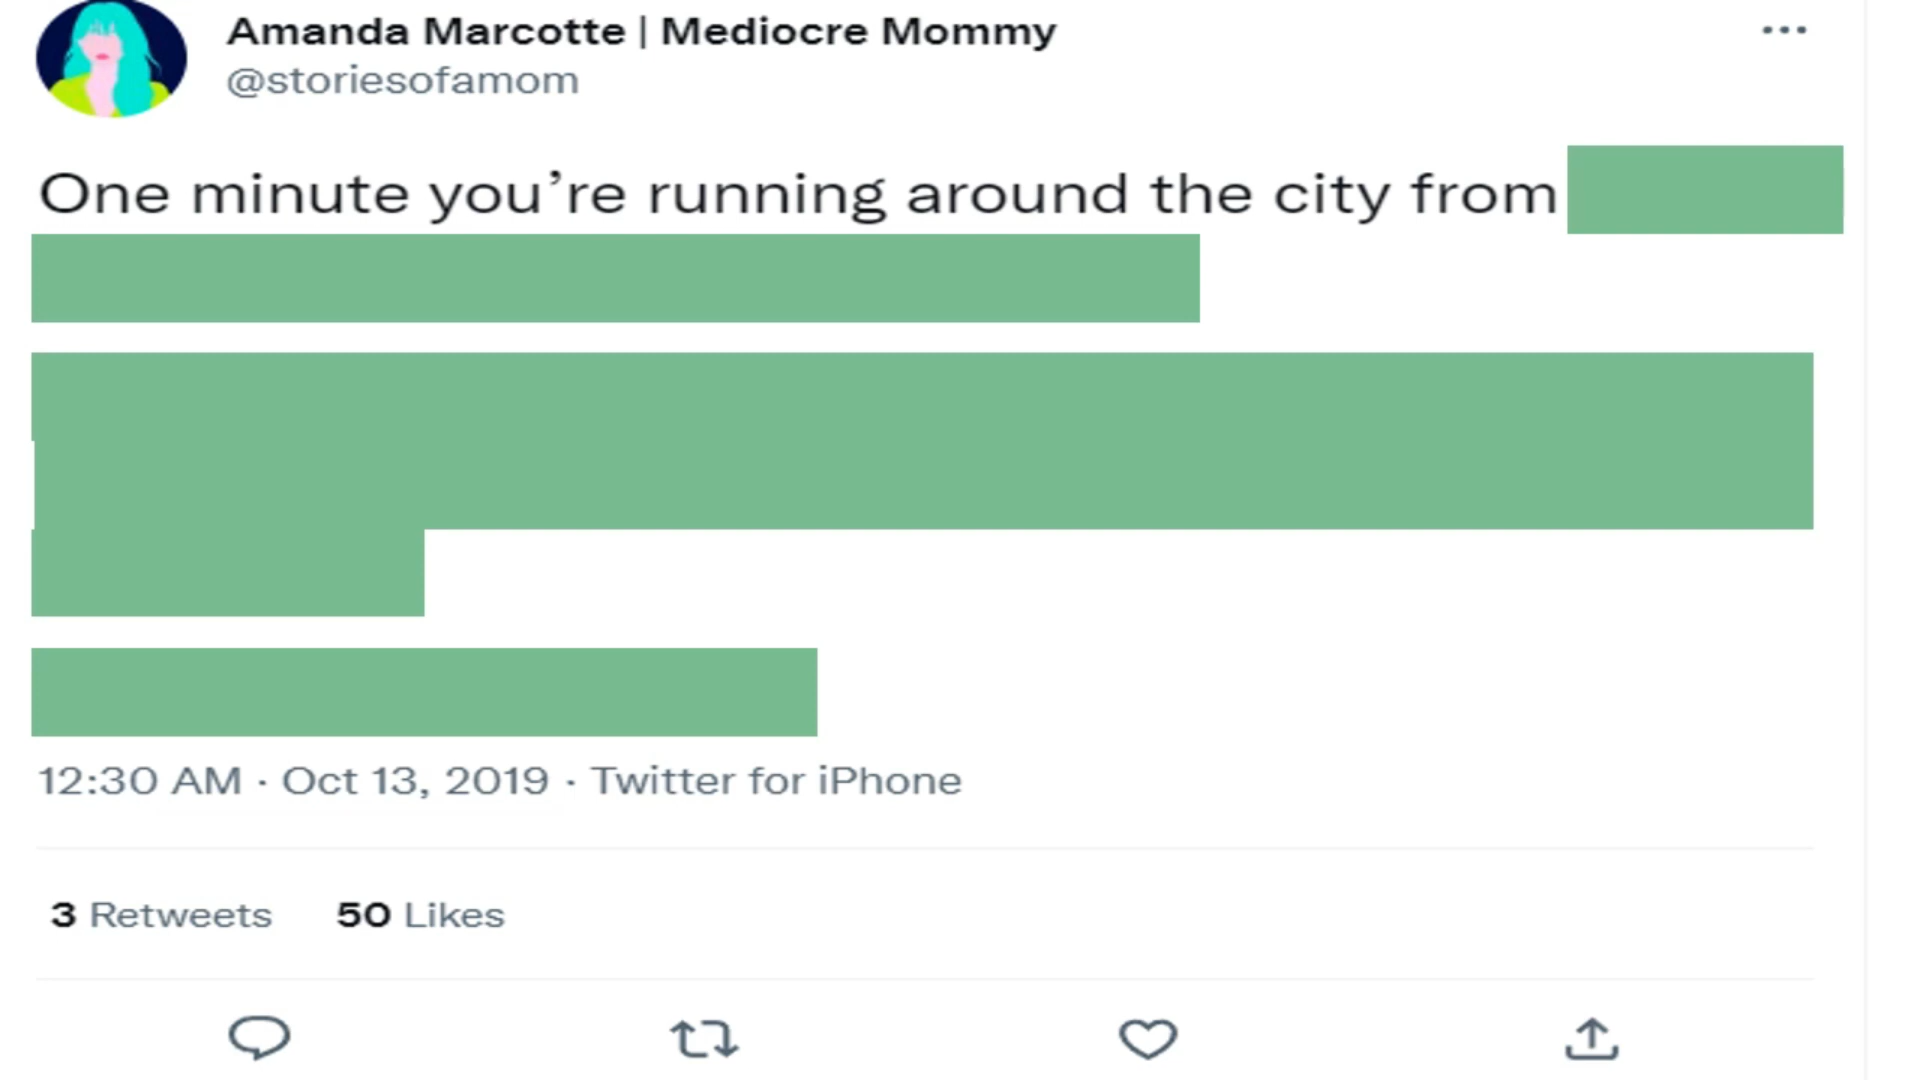 Amanda Marcotte | Mediocre Mommy
@storiesofamom
One minute you’re running around the city from
12:30 AM · Oct 13, 2019 · Twitter for iPhone
3 Retweets 50 Likes